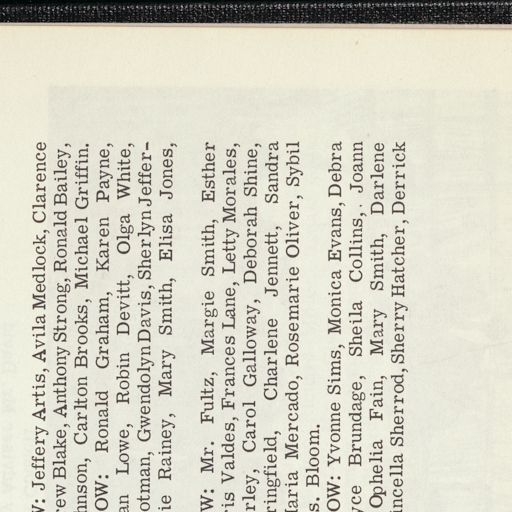 W: Jeffery Artis, Avila Medlock, Clarence
rew Blake, Anthony Strong, Ronald Bailey,
hnson, Carlton Brooks, Michael Griffin.
OW: Ronald Graham, Karen Payne,
an Lowe, Robin Devitt, Olga White,
otman, Gwendolyn Davis, Sherlyn Jeffer-
ie Rainey, Mary Smith, Elisa Jones,
W: Mr. Fultz, Margie Smith, Esther
ris Valdes, Frances Lane, Letty Morales,
rley, Carol Galloway, Deborah Shine,
ringfield, Charlene Jennett, Sandra
Maria Mercado, Rosemarie Oliver, Sybil
s. Bloom.
OW: Yvonne Sims, Monica Evans, Debra
yce Brundage, Sheila Collins, Joann
Ophelia Fain, Mary Smith, Darlene
incella Sherrod, Sherry Hatcher, Derrick